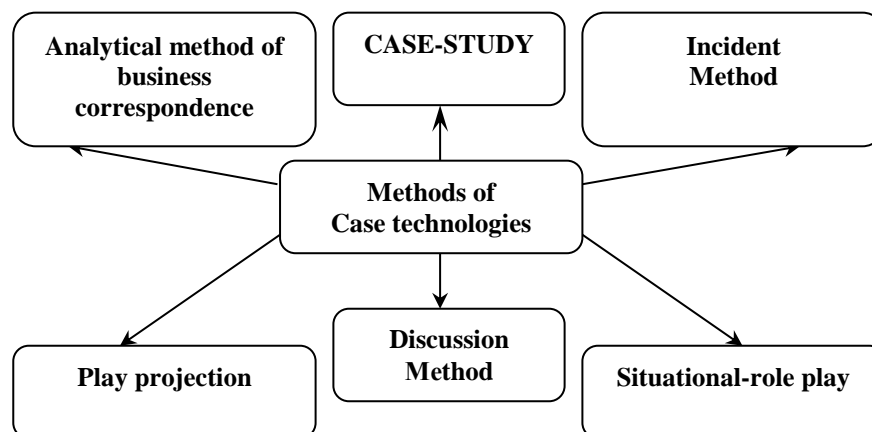 Analytical method of
business
correspondence
CASE-STUDY
Incident
Method
Methods of
Case technologies
Play projection
Discussion
Method
Situational-role play